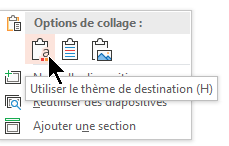 Options de collage :
Utiliser le thème de destination (H)
Réutiliser des diapositives
Ajouter une section